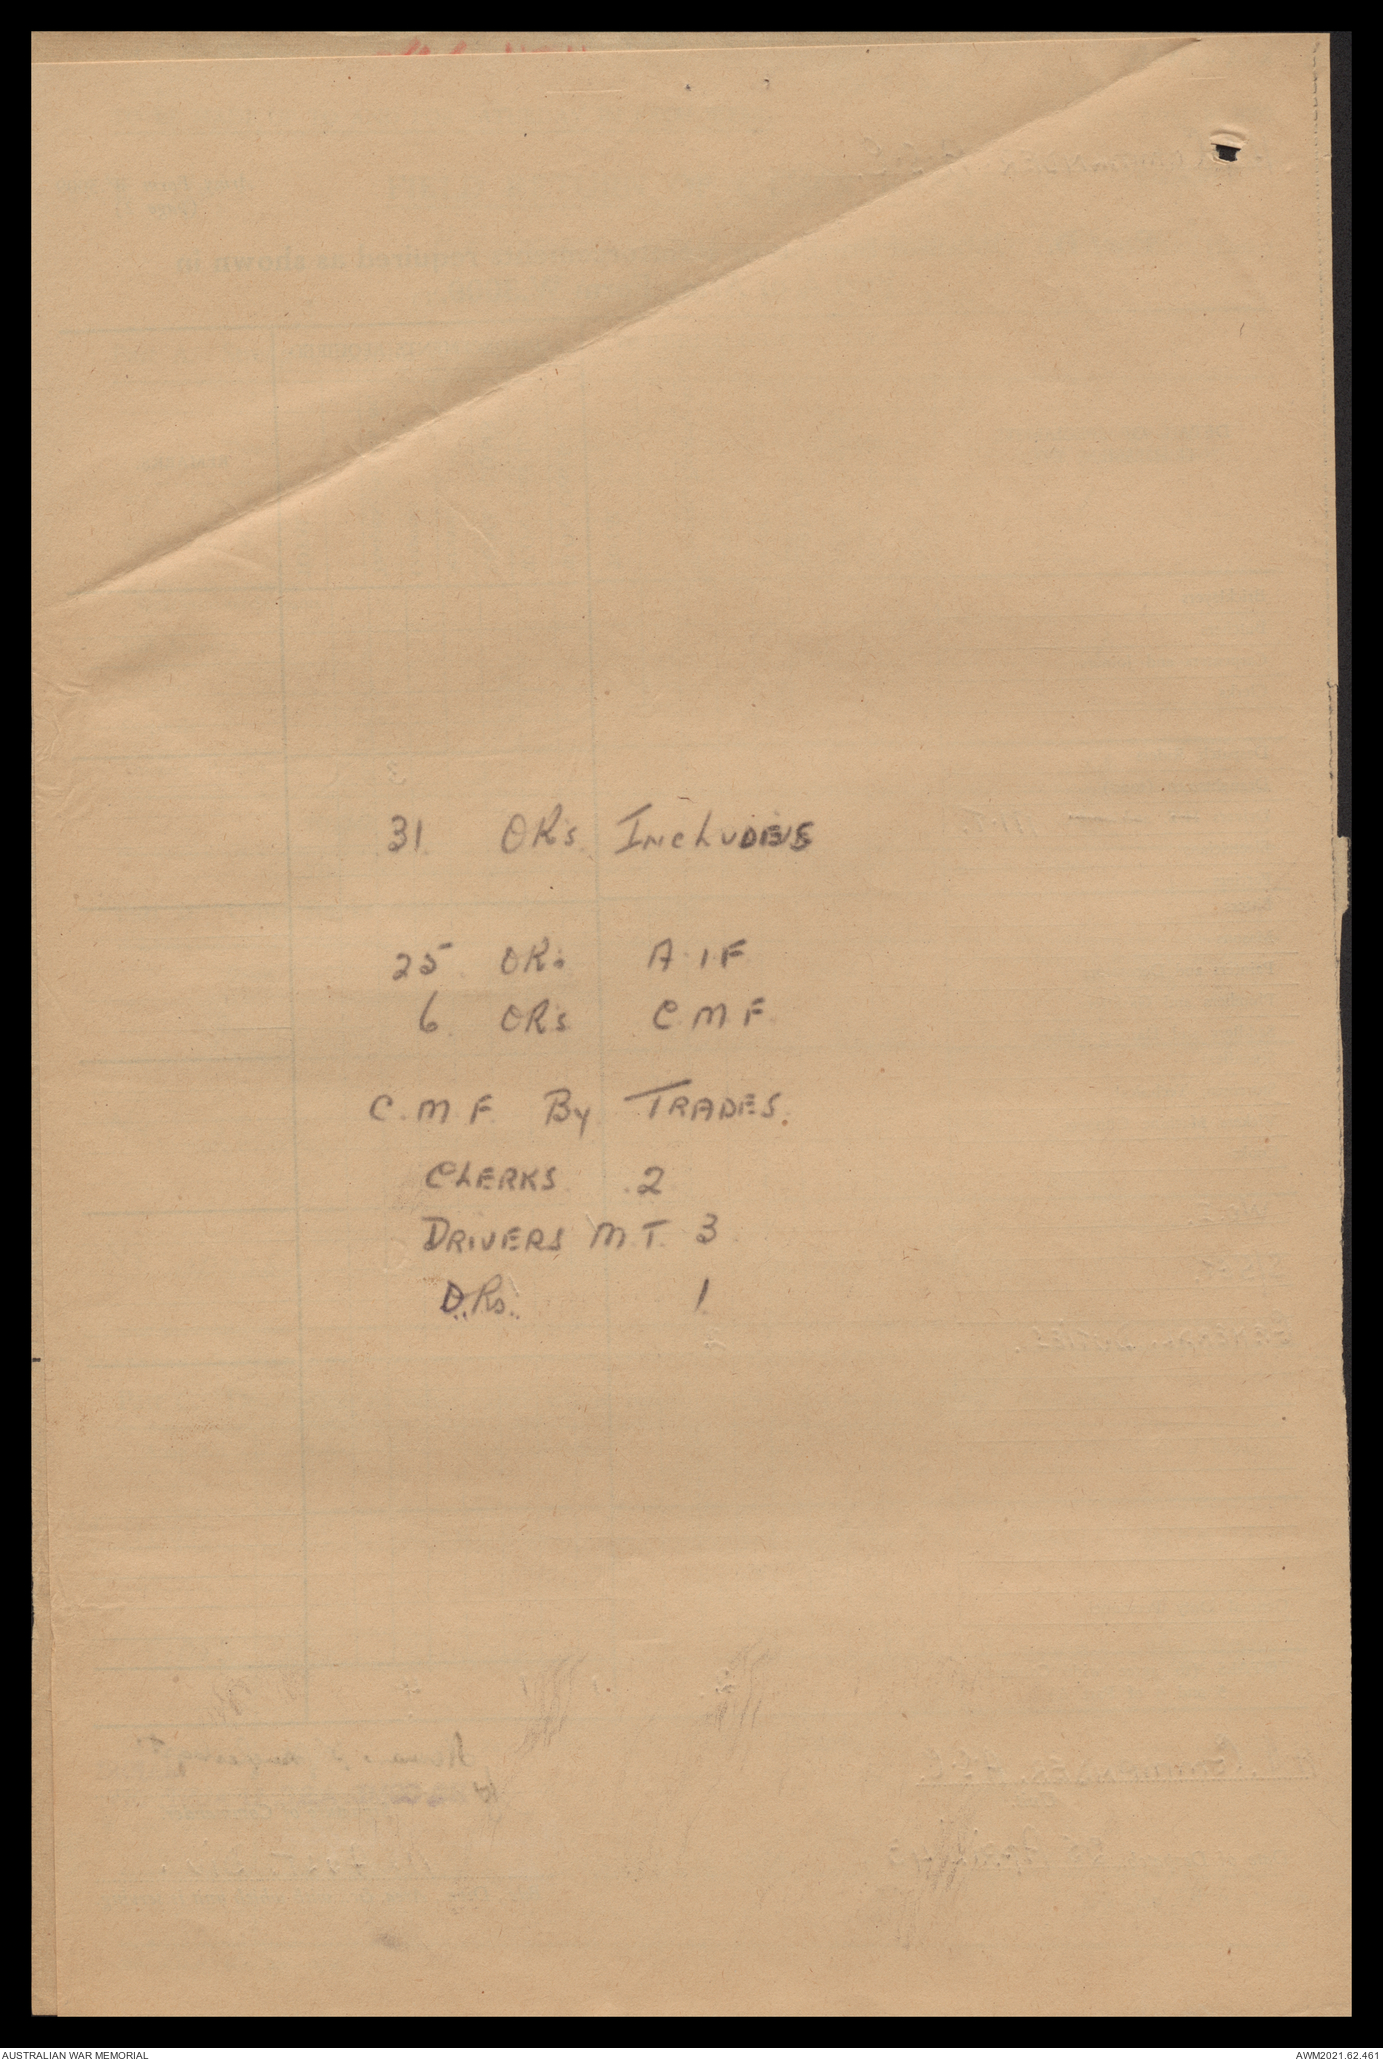 31 ORs INCLUDES
25 ORs A.I.F
6 ORs C.M.F
C.M.F. BY TRADES.
CLERKS 2
DRIVERS M.T. 3
D.Rs. 1
AUSTRALIAN WAR MEMORIAL
AWM2021.62.461